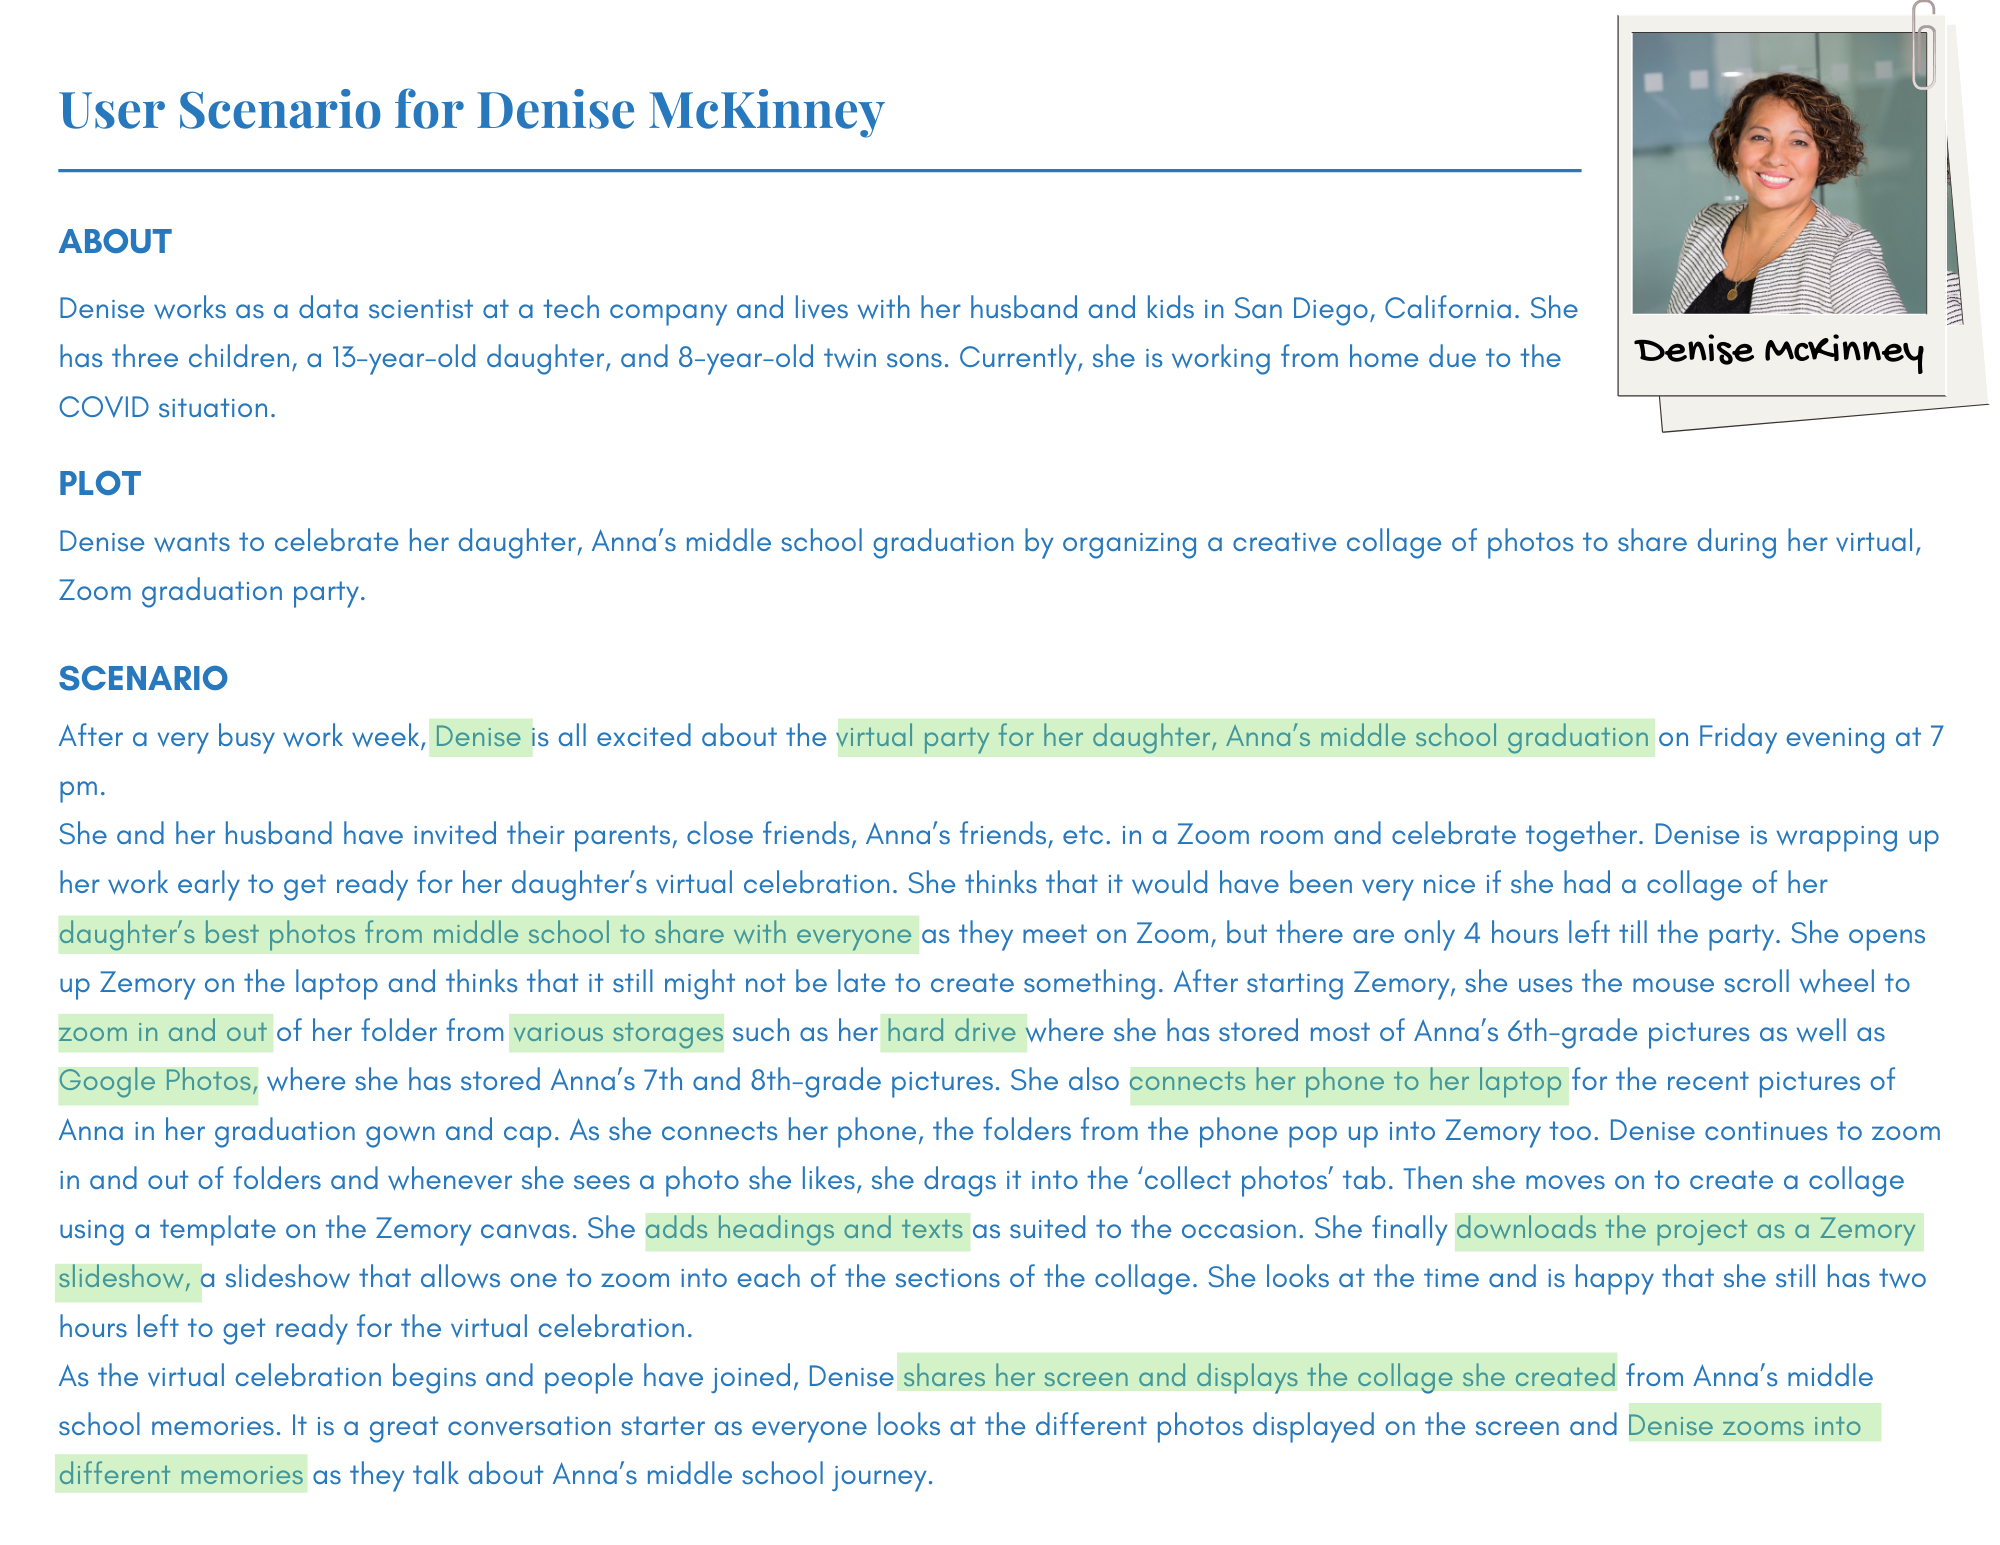 User Scenario for Denise McKinney
Denise McKinney
ABOUT
Denise works as a data scientist at a tech company and lives with her husband and kids in San Diego, California. She
has three children, a 13-year-old daughter, and 8-year-old twin sons. Currently, she is working from home due to the
COVID situation.
PLOT
Denise wants to celebrate her daughter, Anna’s middle school graduation by organizing a creative collage of photos to share during her virtual,
Zoom graduation party.
SCENARIO
After a very busy work week, Denise is all excited about the virtual party for her daughter, Anna’s middle school graduation on Friday evening at 7
pm.
She and her husband have invited their parents, close friends, Anna’s friends, etc. in a Zoom room and celebrate together. Denise is wrapping up
her work early to get ready for her daughter’s virtual celebration. She thinks that it would have been very nice if she had a collage of her
daughter’s best photos from middle school to share with everyone as they meet on Zoom, but there are only 4 hours left till the party. She opens
up Zemory on the laptop and thinks that it still might not be late to create something. After starting Zemory, she uses the mouse scroll wheel to
zoom in and out of her folder from various storages such as her hard drive where she has stored most of Anna’s 6th-grade pictures as well as
Google Photos, where she has stored Anna’s 7th and 8th-grade pictures. She also connects her phone to her laptop for the recent pictures of
Anna in her graduation gown and cap. As she connects her phone, the folders from the phone pop up into Zemory too. Denise continues to zoom
in and out of folders and whenever she sees a photo she likes, she drags it into the ‘collect photos’ tab. Then she moves on to create a collage
using a template on the Zemory canvas. She adds headings and texts as suited to the occasion. She finally downloads the project as a Zemory
slideshow, a slideshow that allows one to zoom into each of the sections of the collage. She looks at the time and is happy that she still has two
hours left to get ready for the virtual celebration.
As the virtual celebration begins and people have joined, Denise shares her screen and displays the collage she created from Anna’s middle
school memories. It is a great conversation starter as everyone looks at the different photos displayed on the screen and Denise zooms into
different memories as they talk about Anna’s middle school journey.